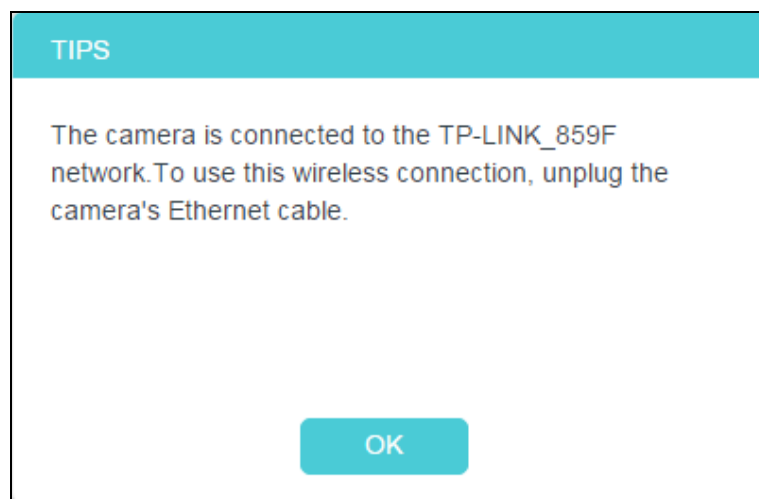 TIPS
The camera is connected to the TP-LINK_859F
network.To use this wireless connection, unplug the
camera's Ethernet cable.
OK